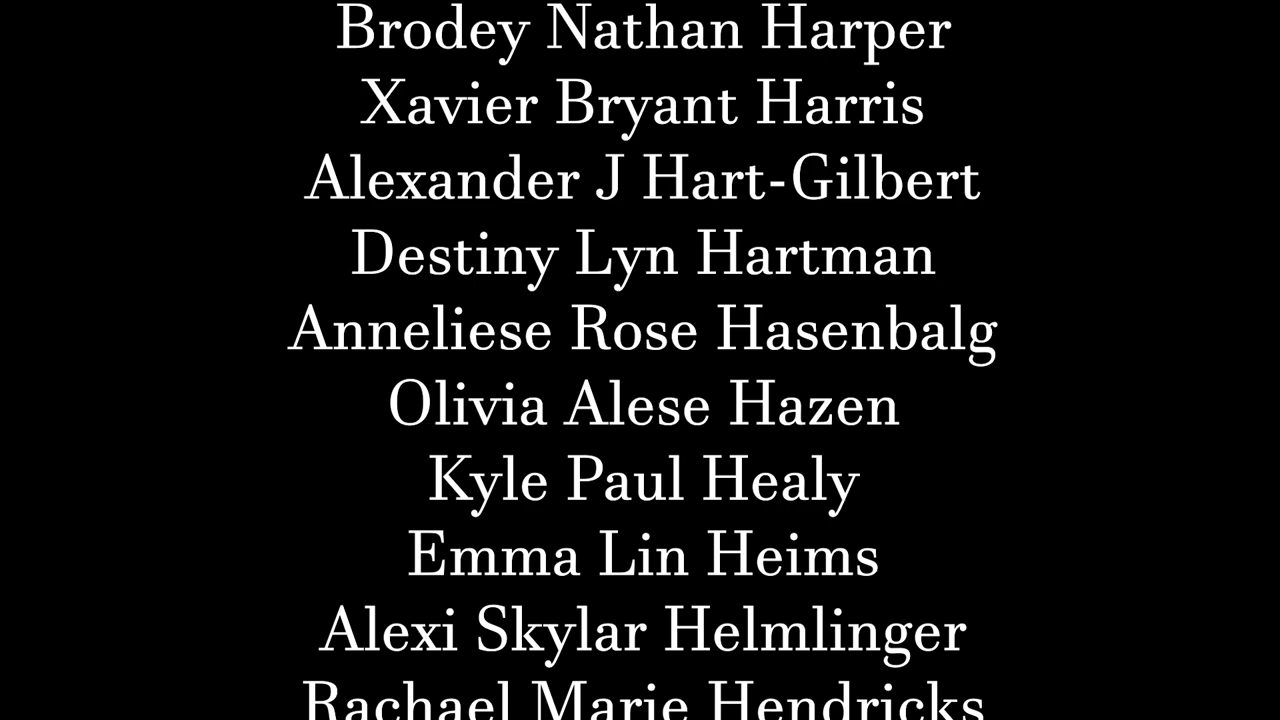 Brodey Nathan Harper
Xavier Bryant Harris
Alexander J Hart-Gilbert
Destiny Lyn Hartman
Anneliese Rose Hasenbalg
Olivia Alese Hazen
Kyle Paul Healy
Emma Lin Heims
Alexi Skylar Helmlinger
Rachael Marie Hendricks